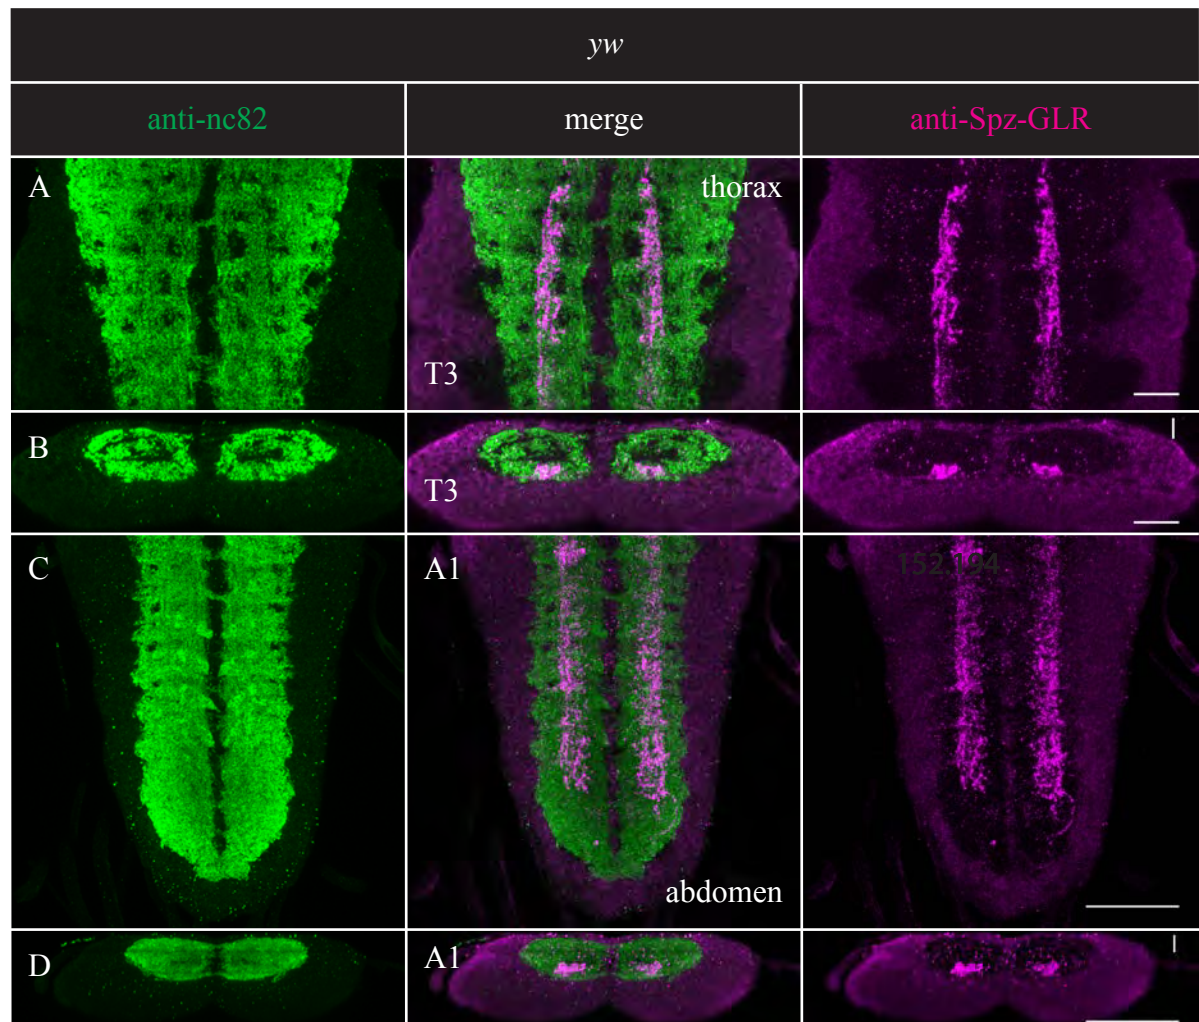 yw
anti-nc82
merge
anti-Spz-GLR
A
thorax
T3
B
T3
C
A1
152.194
abdomen
D
A1